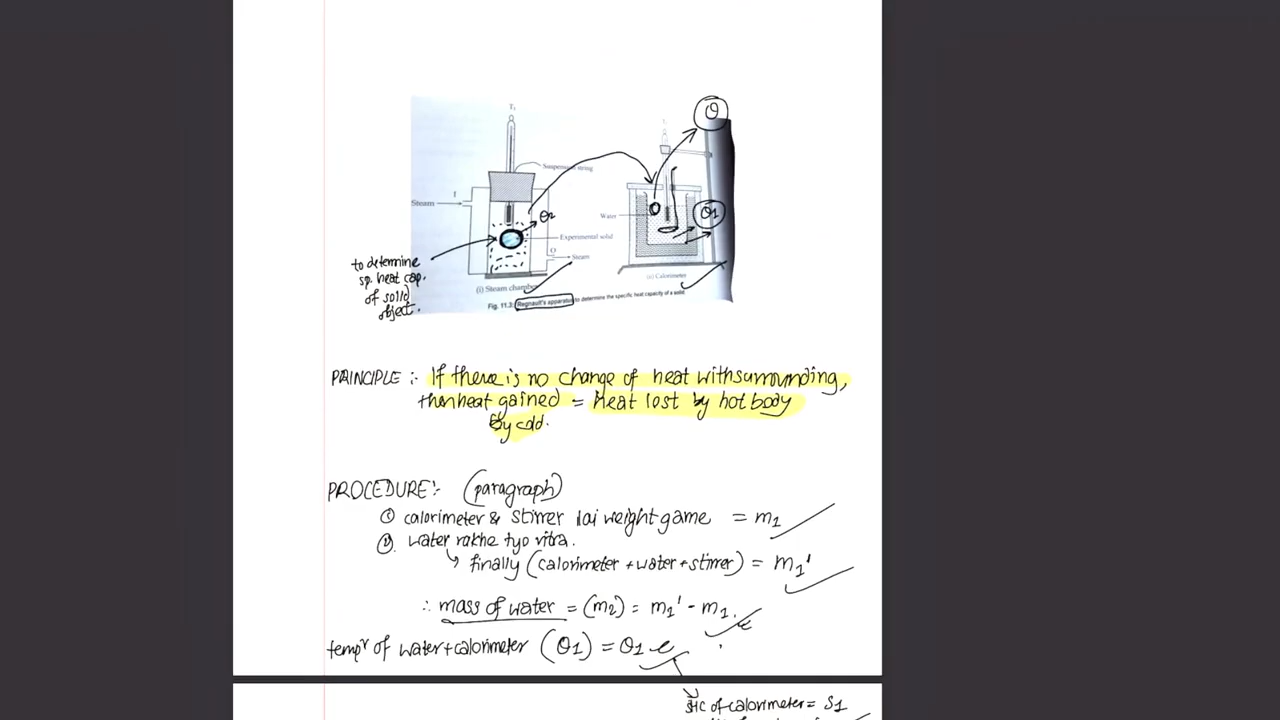 T₁
Suspension string
I
Steam
θ2
Experimental solid
O
Steam
(i) Steam chamber
θ
Water
θ1
(ii) Calorimeter
Fig. 11.3: Regnault's apparatus to determine the specific heat capacity of a solid
to determine
sp. heat cap.
of solid
object.
PRINCIPLE :- If there is no change of heat with surrounding,
then heat gained = Heat lost by hot body
By cold.
PROCEDURE:- (paragraph)
① calorimeter & stirrer lai weight game = m1
②. water rakhe tyo vitra.
↳ finally (calorimeter + water + stirrer) = m1'
∴ mass of water = (m2) = m1' - m1.
tempr of water + calorimeter (θ1) = θ1
SHC of calorimeter = S1